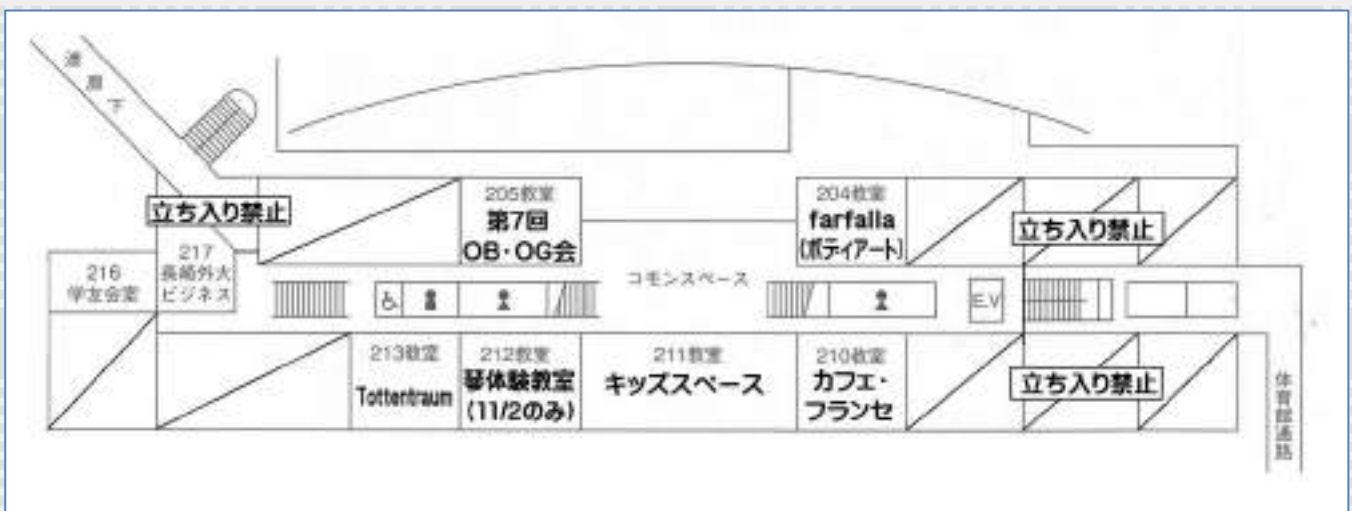 渡廊下
立ち入り禁止
205教室
第7回
OB・OG会
204教室
farfalla
(ボディアート)
立ち入り禁止
216
学友会室
217
長崎外大
ビジネス
コモンスペース
E.V
213教室
Tottentraum
212教室
琴体験教室
(11/2のみ)
211教室
キッズスペース
210教室
カフェ・
フランセ
立ち入り禁止
体育館通路